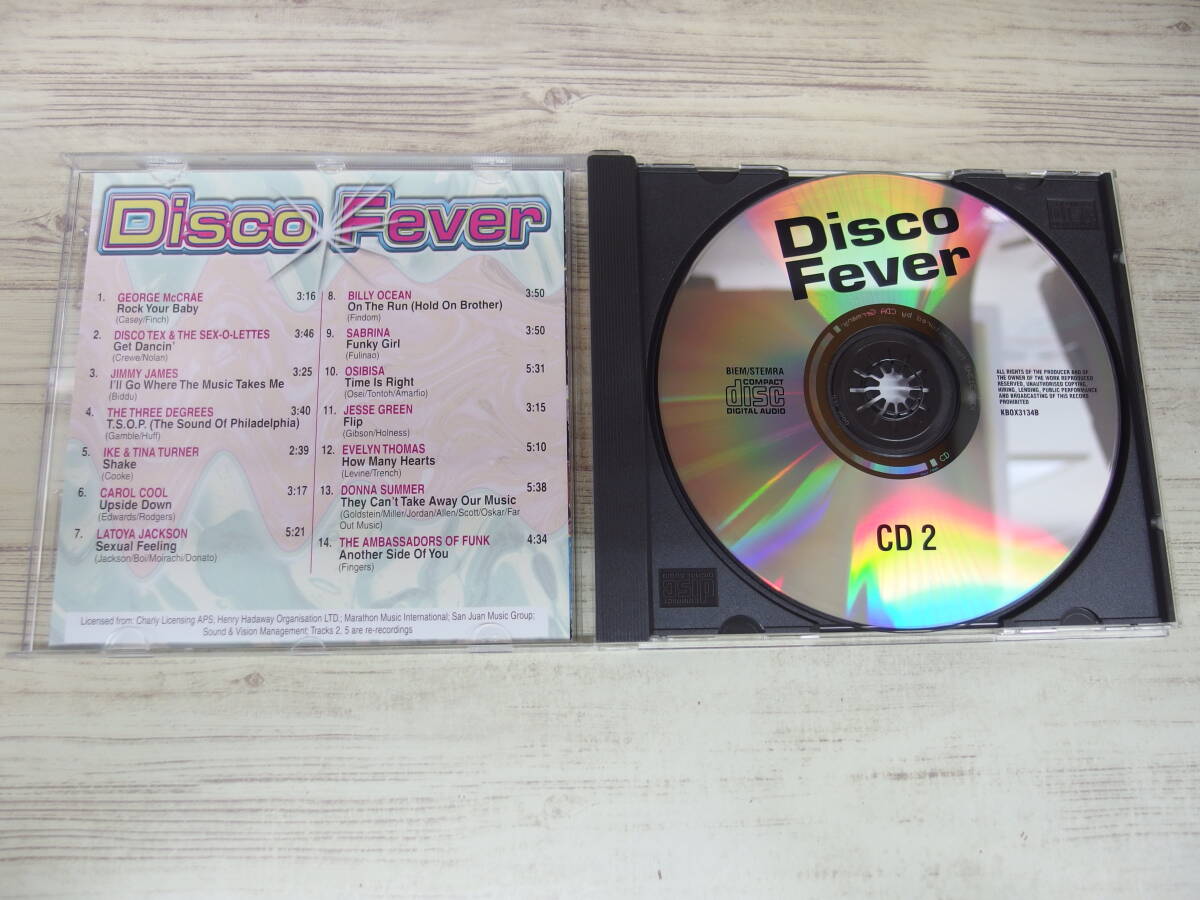 Disco Fever
1. GEORGE McCRAE 3:16
Rock Your Baby
(Casey/Finch)
2. DISCO TEX & THE SEX-O-LETTES 3:46
Get Dancin'
(Crewe/Nolan)
3. JIMMY JAMES 3:25
I'll Go Where The Music Takes Me
(Biddu)
4. THE THREE DEGREES 3:40
T.S.O.P. (The Sound Of Philadelphia)
(Gamble/Huff)
5. IKE & TINA TURNER 2:39
Shake
(Cooke)
6. CAROL COOL 3:17
Upside Down
(Edwards/Rodgers)
7. LATOYA JACKSON 5:21
Sexual Feeling
(Jackson/Boi/Moirachi/Donato)
8. BILLY OCEAN 3:50
On The Run (Hold On Brother)
(Findom)
9. SABRINA 3:50
Funky Girl
(Fulinao)
10. OSIBISA 5:31
Time Is Right
(Osei/Tontoh/Amarfio)
11. JESSE GREEN 3:15
Flip
(Gibson/Holness)
12. EVELYN THOMAS 5:10
How Many Hearts
(Levine/Trench)
13. DONNA SUMMER 5:38
They Can't Take Away Our Music
(Goldstein/Miller/Jordan/Allen/Scott/Oskar/Far
Out Music)
14. THE AMBASSADORS OF FUNK 4:34
Another Side Of You
(Fingers)
Licensed from: Charly Licensing APS; Henry Hadaway Organisation LTD.; Marathon Music International; San Juan Music Group;
Sound & Vision Management; Tracks 2, 5 are re-recordings
Disco
Fever
BIEM/STEMRA
COMPACT
disc
DIGITAL AUDIO
ALL RIGHTS OF THE PRODUCER AND OF
THE OWNER OF THE WORK REPRODUCED
RESERVED, UNAUTHORISED COPYING,
HIRING, LENDING, PUBLIC PERFORMANCE
AND BROADCASTING OF THIS RECORD
PROHIBITED
KBOX3134B
CD 2